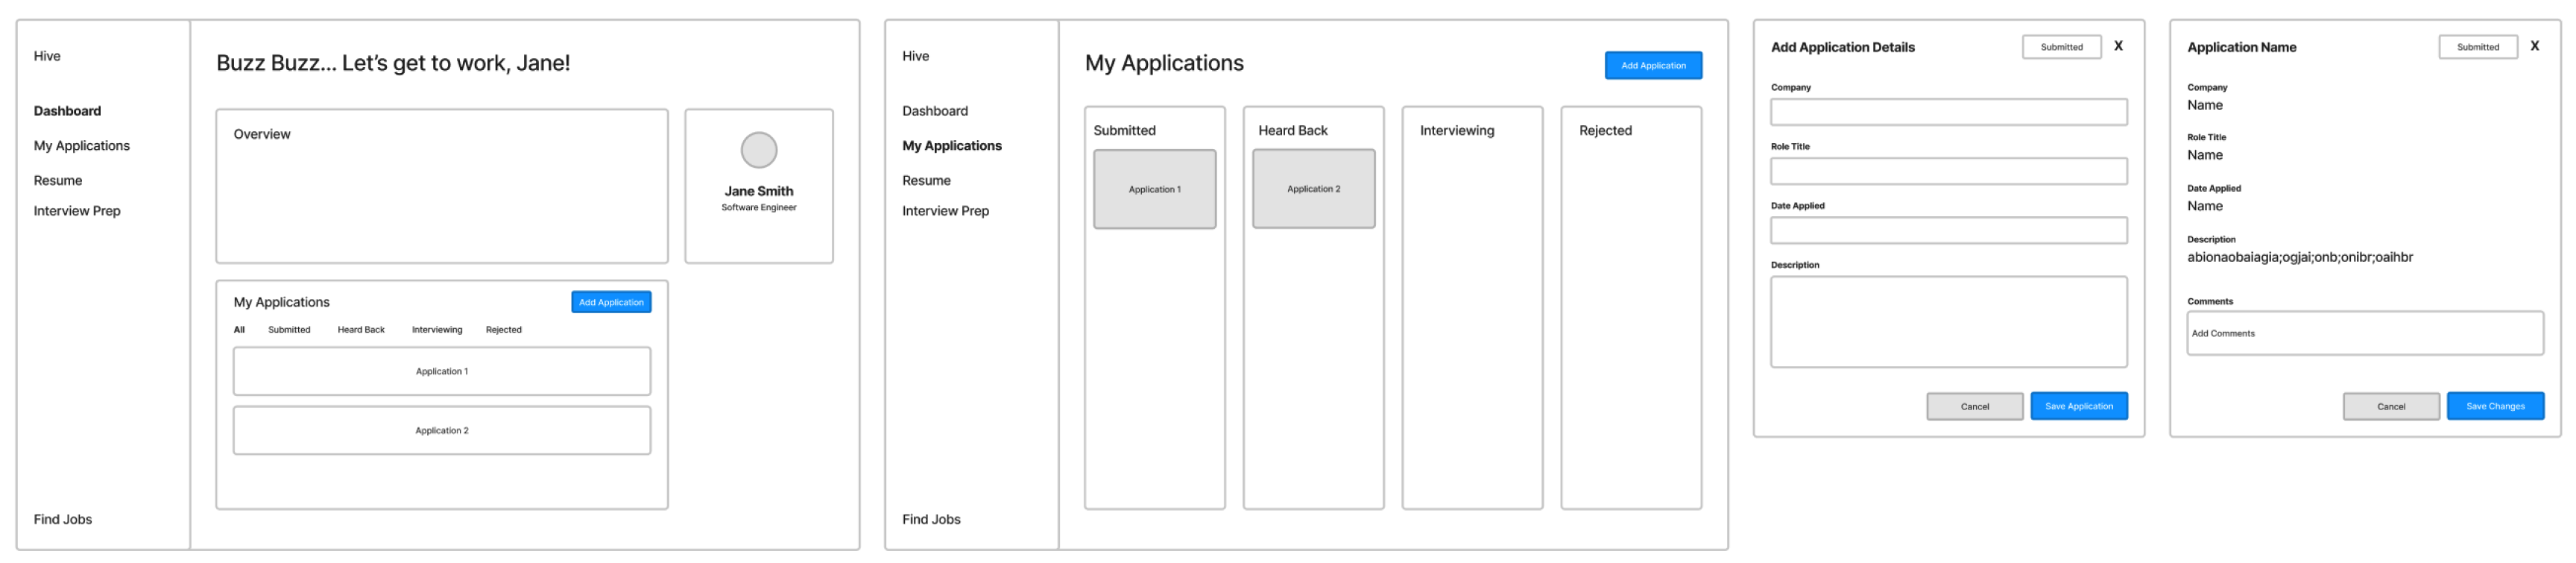 Hive
Dashboard
My Applications
Resume
Interview Prep
Find Jobs
Buzz Buzz... Let's get to work, Jane!
Overview
Jane Smith
Software Engineer
My Applications
Add Application
All Submitted Heard Back Interviewing Rejected
Application 1
Application 2
Hive
Dashboard
My Applications
Resume
Interview Prep
Find Jobs
My Applications
Add Application
Submitted
Application 1
Heard Back
Application 2
Interviewing
Rejected
Add Application Details
Submitted
X
Company
Role Title
Date Applied
Description
Cancel
Save Application
Application Name
Submitted
X
Company
Name
Role Title
Name
Date Applied
Name
Description
abionaobaiagia;ogjai;onb;onibr;oaihbr
Comments
Add Comments
Cancel
Save Changes